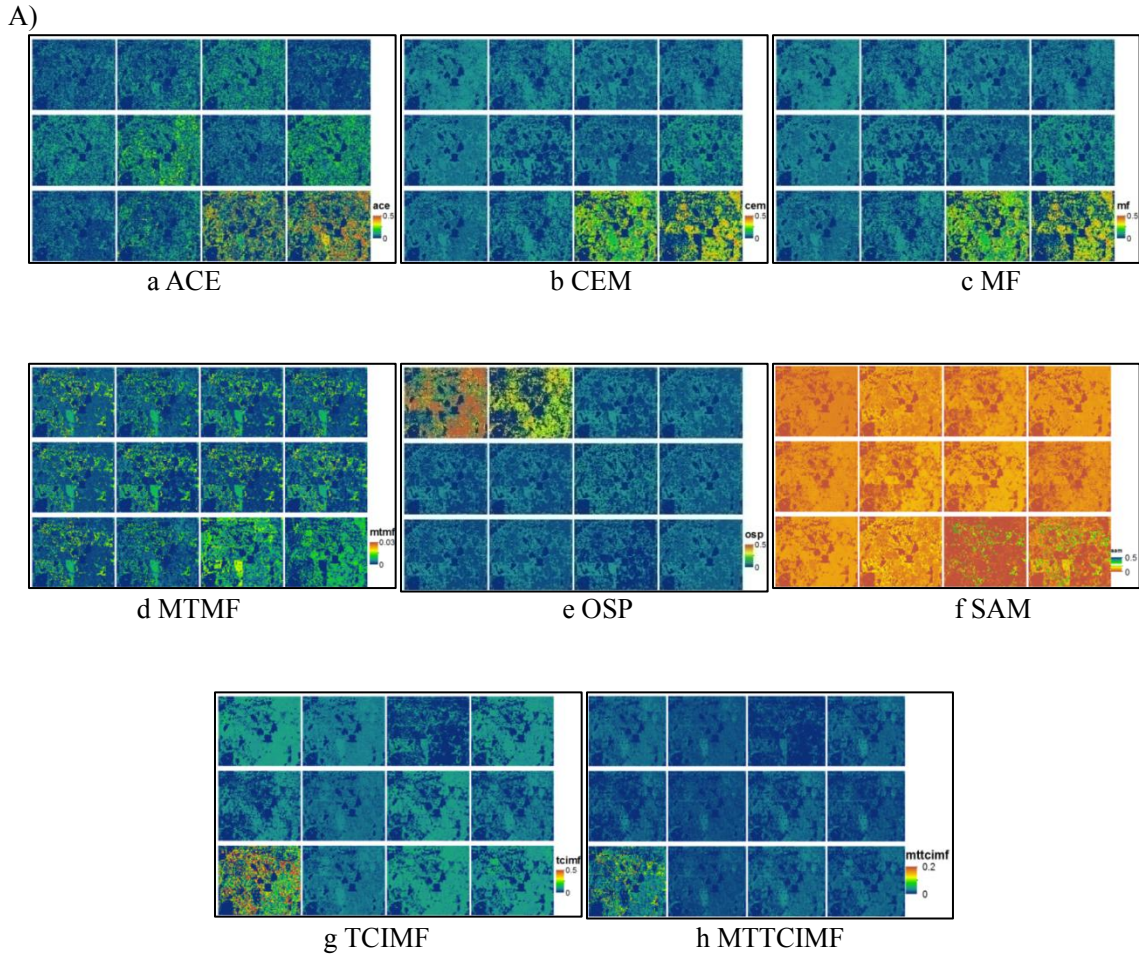 A)
ace
0.5
0
cem
0.5
0
mf
0.5
0
a ACE
b CEM
c MF
mtmf
0.03
0
osp
0.5
0
sam
0.5
0
d MTMF
e OSP
f SAM
tcimf
0.5
0
mttcimf
0.2
0
g TCIMF
h MTTCIMF